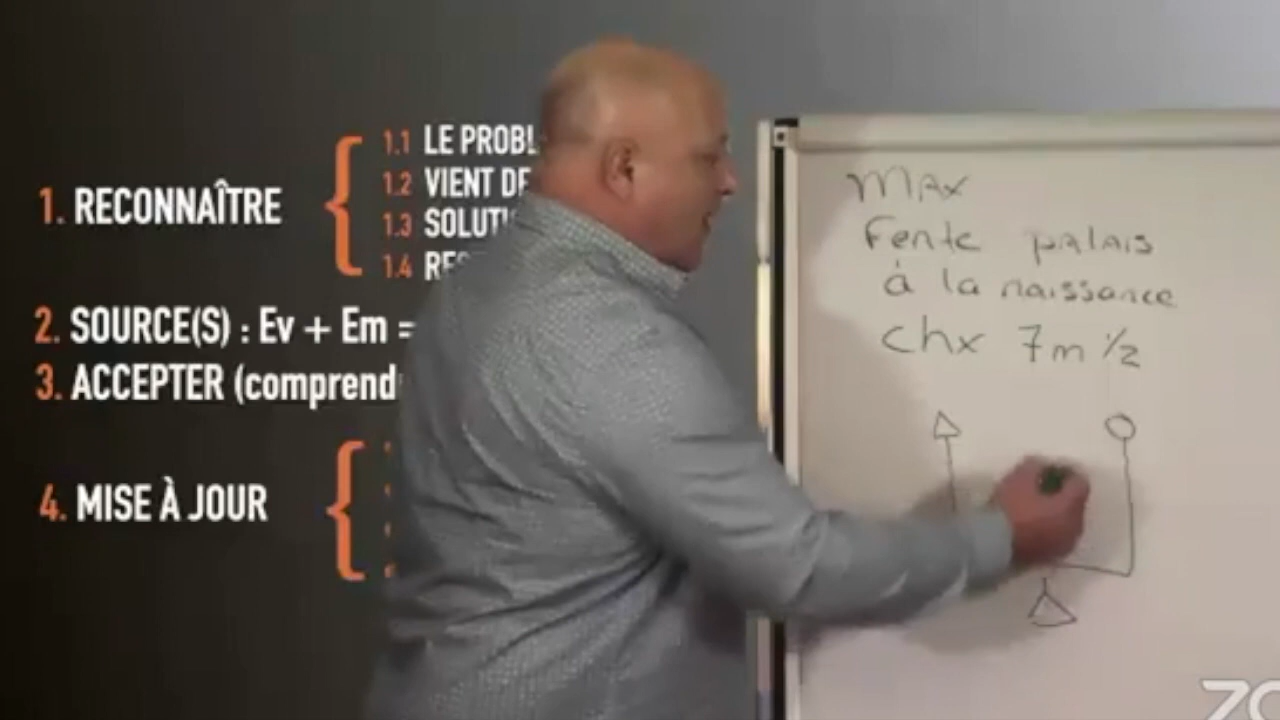 1. RECONNAÎTRE
1.1 LE PROBL
1.2 VIENT DE
1.3 SOLUTI
1.4 RES
2. SOURCE(S) : Ev + Em =
3. ACCEPTER (comprend
4. MISE À JOUR
MAX
Fente palais
à la naissance
chx 7m ½